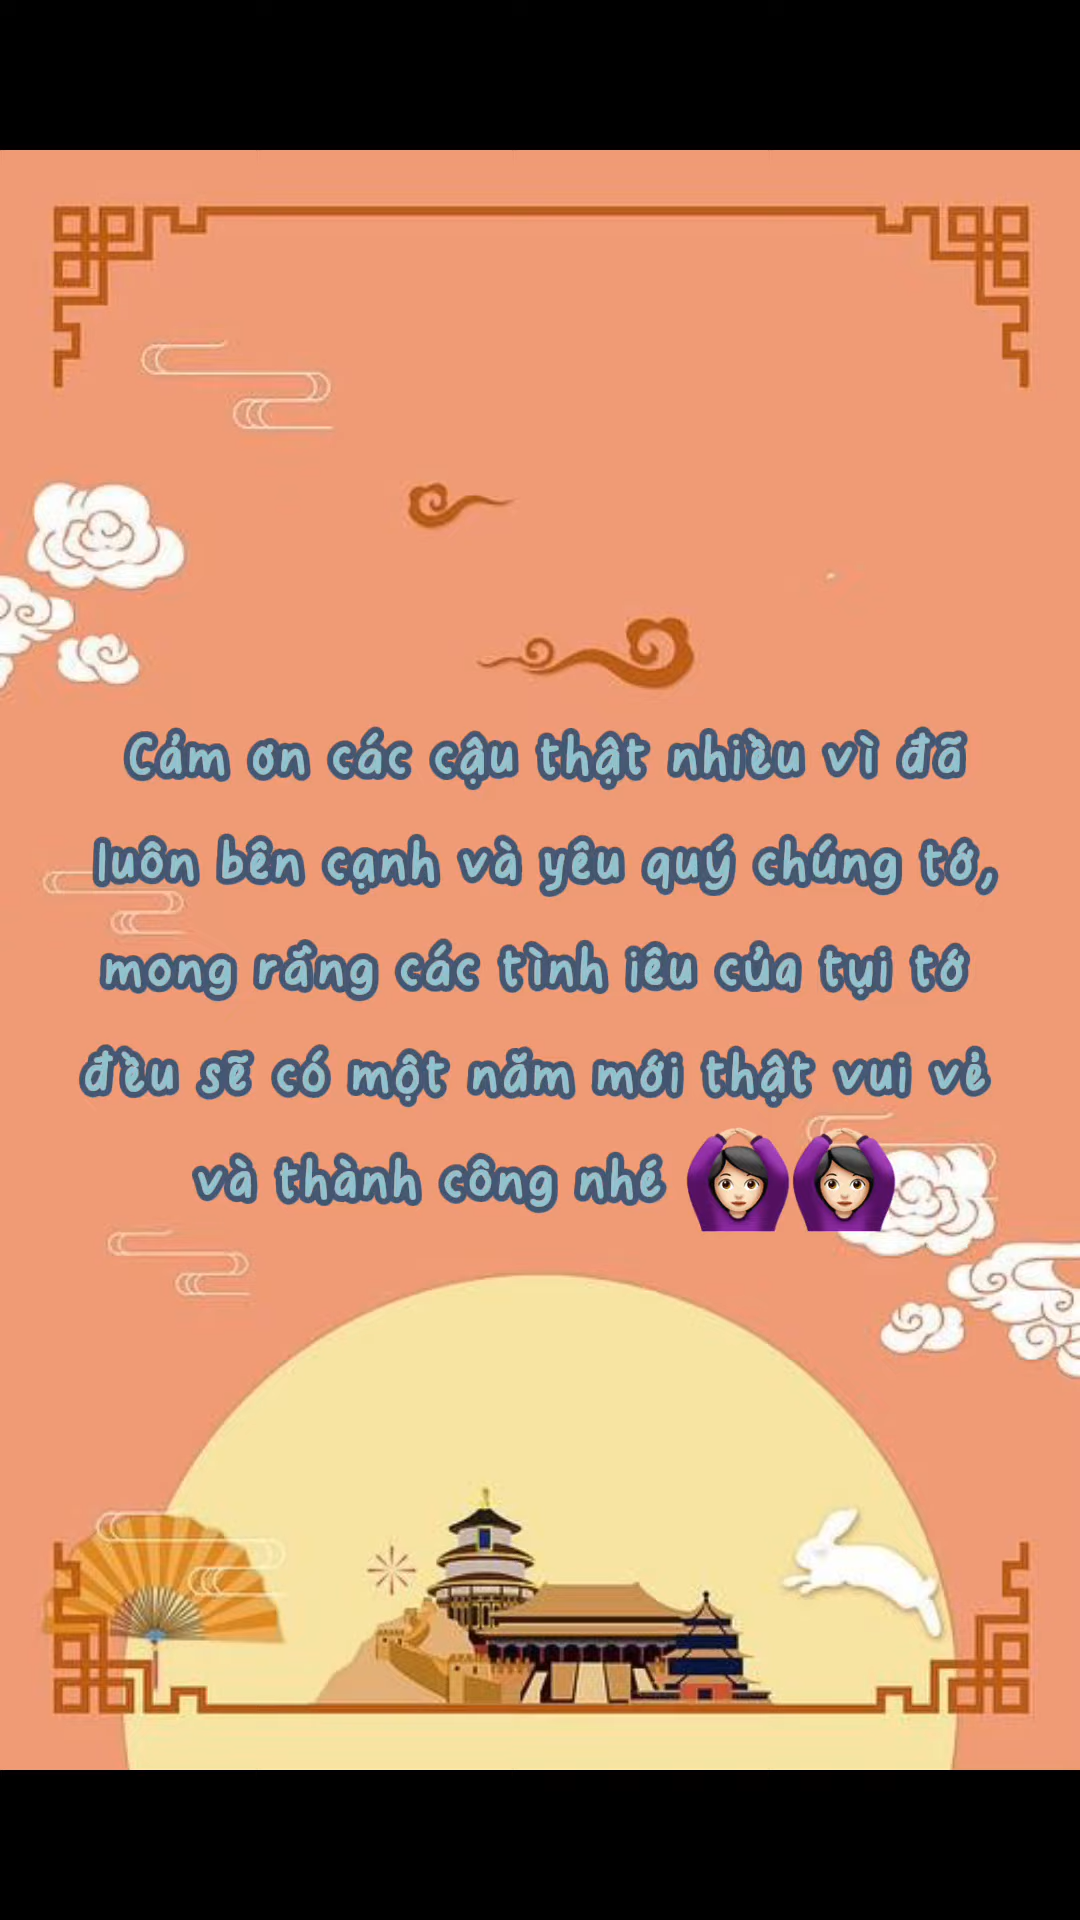 Cảm ơn các cậu thật nhiều vì đã
luôn bên cạnh và yêu quý chúng tớ,
mong rằng các tình iêu của tụi tớ
đều sẽ có một năm mới thật vui vẻ
và thành công nhé 🙆🏻‍♀️🙆🏻‍♀️